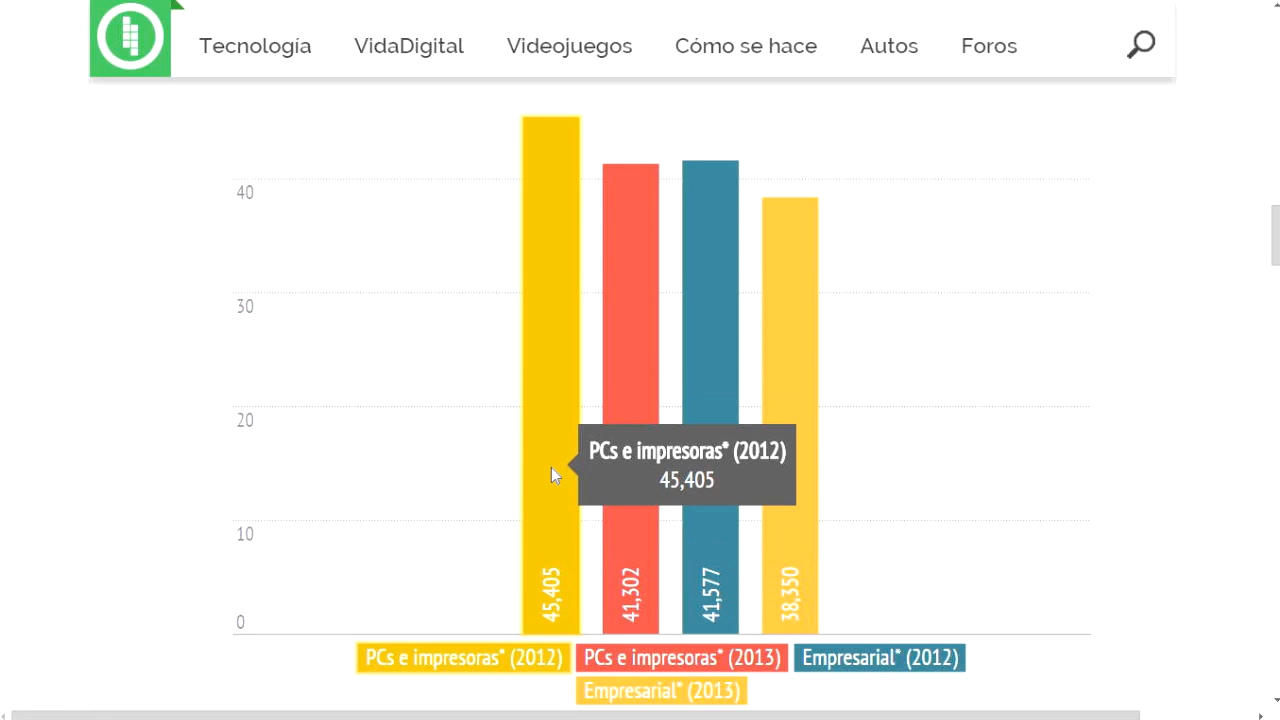 Tecnología VidaDigital Videojuegos Cómo se hace Autos Foros
40
30
20
PCs e impresoras* (2012)
45,405
10
0
45,405 41,302 41,577 38,350
PCs e impresoras* (2012) PCs e impresoras* (2013) Empresarial* (2012)
Empresarial* (2013)